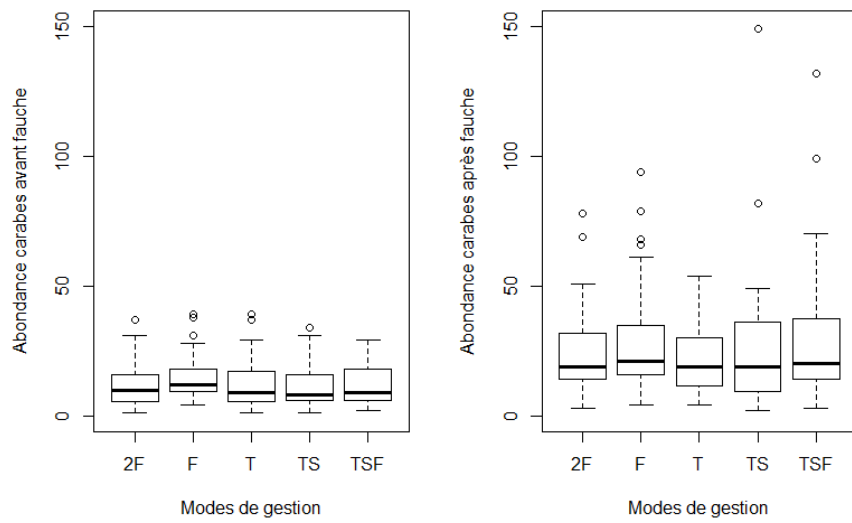 Abondance carabes avant fauche
150
100
50
0
2F F T TS TSF
Modes de gestion
Abondance carabes après fauche
150
100
50
0
2F F T TS TSF
Modes de gestion